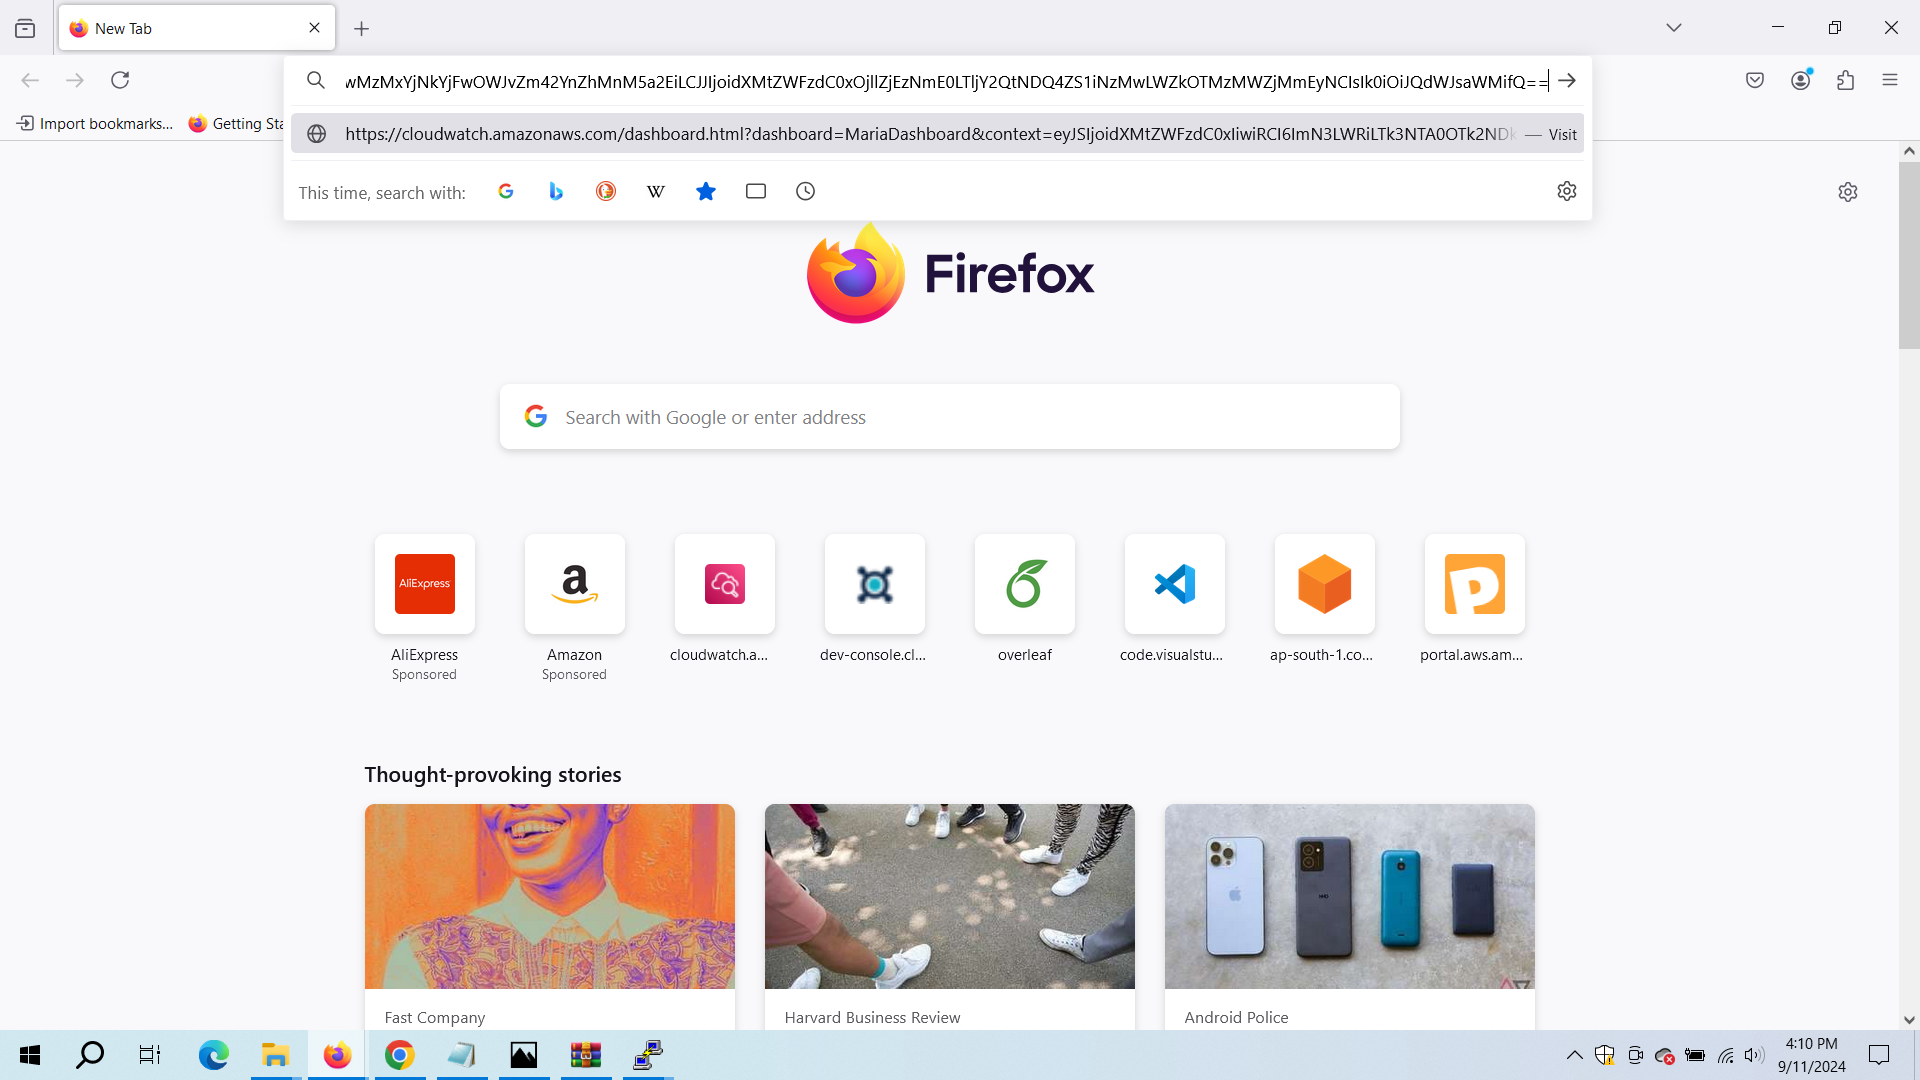 New Tab
wMzMxYjNkYjFwOWJvZm42YnZhMnM5a2EiLCJJIjoidXMtZWFzdC0xOjllZjEzNmE0LTljY2QtNDQ4ZS1iNzMwLWZkOTMzMWZjMmEyNCIsIk0iOiJQdWJsaWMifQ==
Import bookmarks...
Getting Sta
https://cloudwatch.amazonaws.com/dashboard.html?dashboard=MariaDashboard&context=eyJSIjoidXMtZWFzdC0xIiwiRCI6ImN3LWRiLTk3NTA0OTk2NDk — Visit
This time, search with:
Firefox
Search with Google or enter address
AliExpress
a
AliExpress
Sponsored
Amazon
Sponsored
cloudwatch.a...
dev-console.cl...
overleaf
code.visualstu...
ap-south-1.co...
portal.aws.am...
Thought-provoking stories
Fast Company
Harvard Business Review
Android Police
4:10 PM
9/11/2024